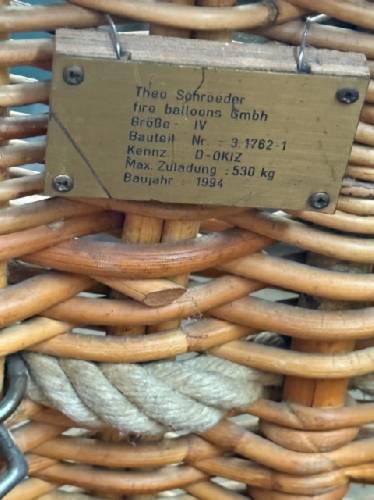 Theo Schroeder
fire balloons Gmbh
Größe : IV
Bauteil Nr. : 3.1762-1
Kennz : D-OKIZ
Max. Zuladung : 530 kg
Baujahr : 1994